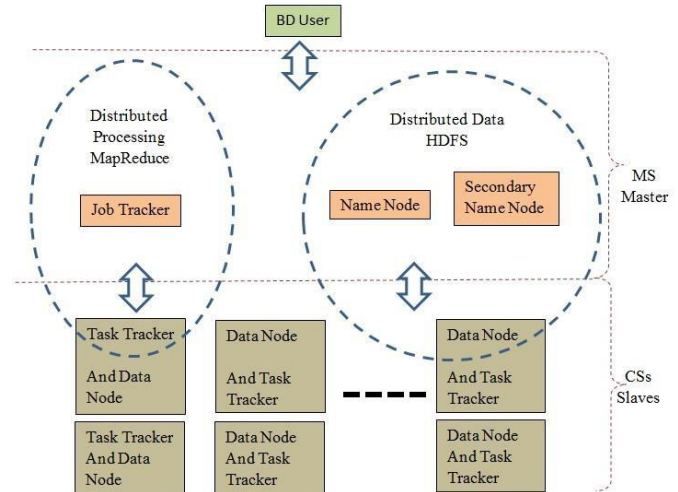 BD User
Distributed
Processing
MapReduce
Distributed Data
HDFS
Job Tracker
Name Node
Secondary
Name Node
MS
Master
Task Tracker
And Data
Node
Data Node
And Task
Tracker
Data Node
And Task
Tracker
CSs
Slaves
Task Tracker
And Data
Node
Data Node
And Task
Tracker
Data Node
And Task
Tracker